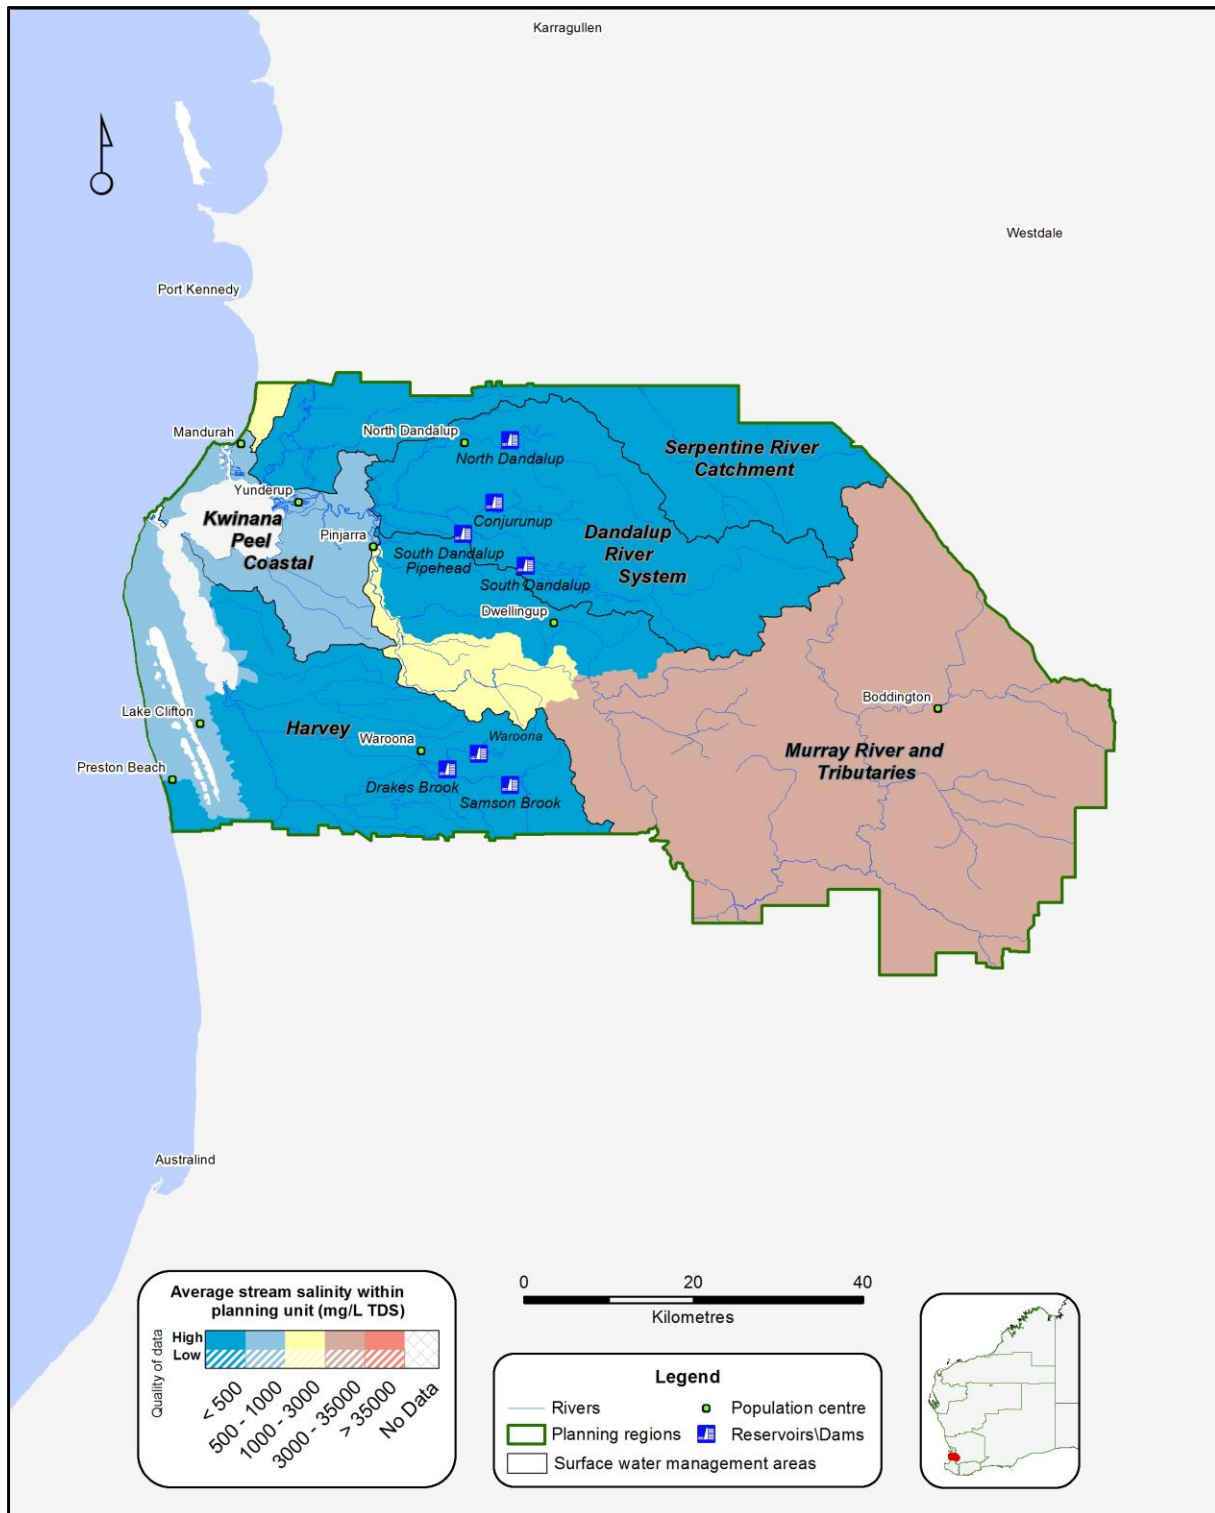 Karragullen
Westdale
Port Kennedy
Mandurah
North Dandalup
North Dandalup
Serpentine River
Catchment
Yunderup
Kwinana
Peel
Coastal
Conjurunup
Dandalup
River
System
Pinjarra
South Dandalup
Pipehead
South Dandalup
Dwellingup
Boddington
Lake Clifton
Harvey
Waroona
Waroona
Murray River and
Tributaries
Preston Beach
Drakes Brook
Samson Brook
Australind
Average stream salinity within
planning unit (mg/L TDS)
Quality of data
High
Low
< 500
500 - 1000
1000 - 3000
3000 - 35000
> 35000
No Data
0 20 40
Kilometres
Legend
Rivers
Population centre
Planning regions
Reservoirs\Dams
Surface water management areas